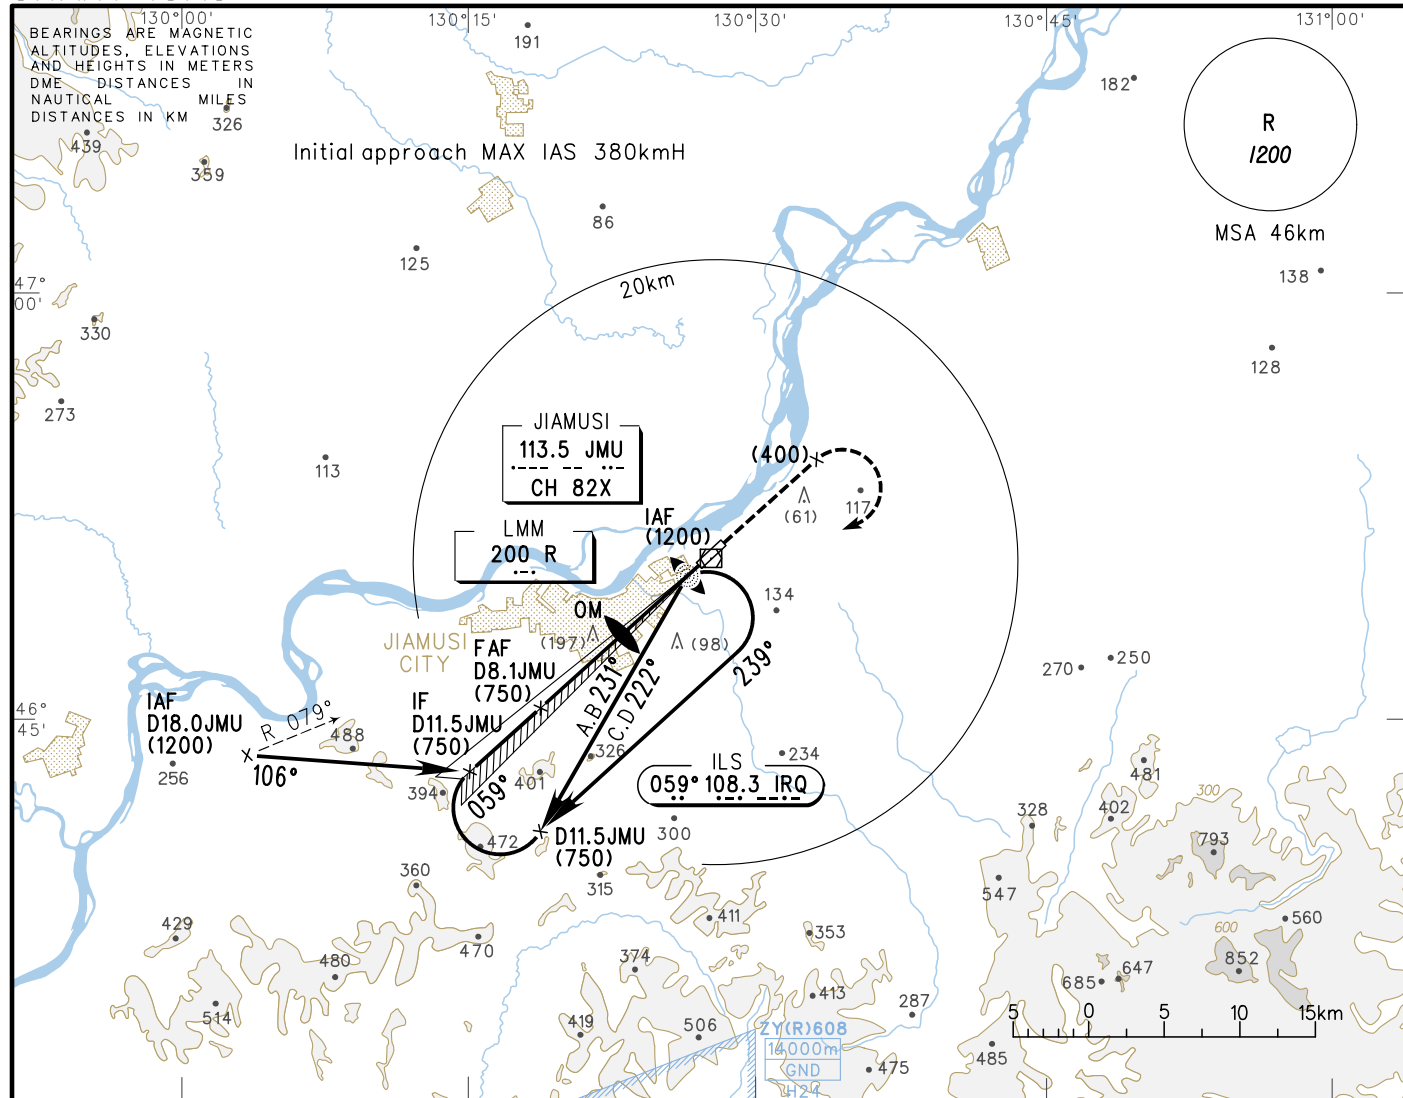 130°00'
130°15'
130°30'
130°45'
131°00'
BEARINGS ARE MAGNETIC
ALTITUDES, ELEVATIONS
AND HEIGHTS IN METERS
DME DISTANCES IN
NAUTICAL MILES
DISTANCES IN KM
191
182
326
439
359
Initial approach MAX IAS 380kmH
R
1200
MSA 46km
86
125
138
47°
00'
20km
330
128
273
JIAMUSI
113.5 JMU
CH 82X
113
(400)
117
(61)
LMM
200 R
IAF
(1200)
134
OM
(197)
(98)
JIAMUSI
CITY
FAF
D8.1JMU
(750)
239°
270
250
A.B 231°
C.D 222°
IAF
D18.0JMU
(1200)
R 079°
IF
D11.5JMU
(750)
46°
45'
488
256
106°
326
234
401
394
059°
ILS
059° 108.3 IRQ
481
300
402
328
300
D11.5JMU
(750)
472
793
360
315
547
411
429
470
353
560
600
480
374
852
647
685
413
287
514
419
506
5 0 5 10 15km
ZY(R)608
14000m
GND
H24
485
475